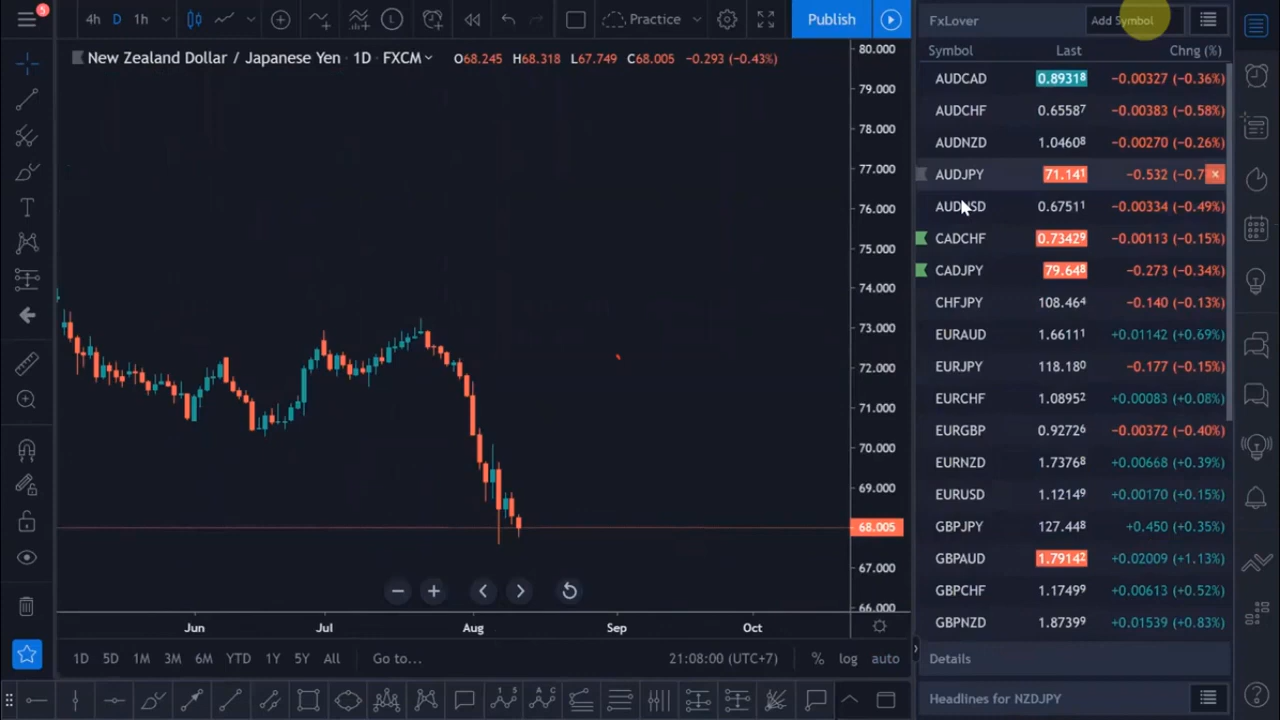 5
4h D 1h Practice Publish
FxLover Add Symbol
New Zealand Dollar / Japanese Yen · 1D · FXCM O68.245 H68.318 L67.749 C68.005 −0.293 (−0.43%)
Symbol Last Chng (%)
AUDCAD 0.89318 −0.00327 (−0.36%)
AUDCHF 0.65587 −0.00383 (−0.58%)
AUDNZD 1.04608 −0.00270 (−0.26%)
AUDJPY 71.141 −0.532 (−0.7
AUDUSD 0.67511 −0.00334 (−0.49%)
CADCHF 0.73429 −0.00113 (−0.15%)
CADJPY 79.648 −0.273 (−0.34%)
CHFJPY 108.464 −0.140 (−0.13%)
EURAUD 1.66111 +0.01142 (+0.69%)
EURJPY 118.180 −0.177 (−0.15%)
EURCHF 1.08952 +0.00083 (+0.08%)
EURGBP 0.92726 −0.00372 (−0.40%)
EURNZD 1.73768 +0.00668 (+0.39%)
EURUSD 1.12149 +0.00170 (+0.15%)
GBPJPY 127.448 +0.450 (+0.35%)
GBPAUD 1.79142 +0.02009 (+1.13%)
GBPCHF 1.17499 +0.00613 (+0.52%)
GBPNZD 1.87399 +0.01539 (+0.83%)
80.000
79.000
78.000
77.000
76.000
75.000
74.000
73.000
72.000
71.000
70.000
69.000
68.005
67.000
66.000
Jun Jul Aug Sep Oct
1D 5D 1M 3M 6M YTD 1Y 5Y All Go to... 21:08:00 (UTC+7) % log auto
Details
Headlines for NZDJPY